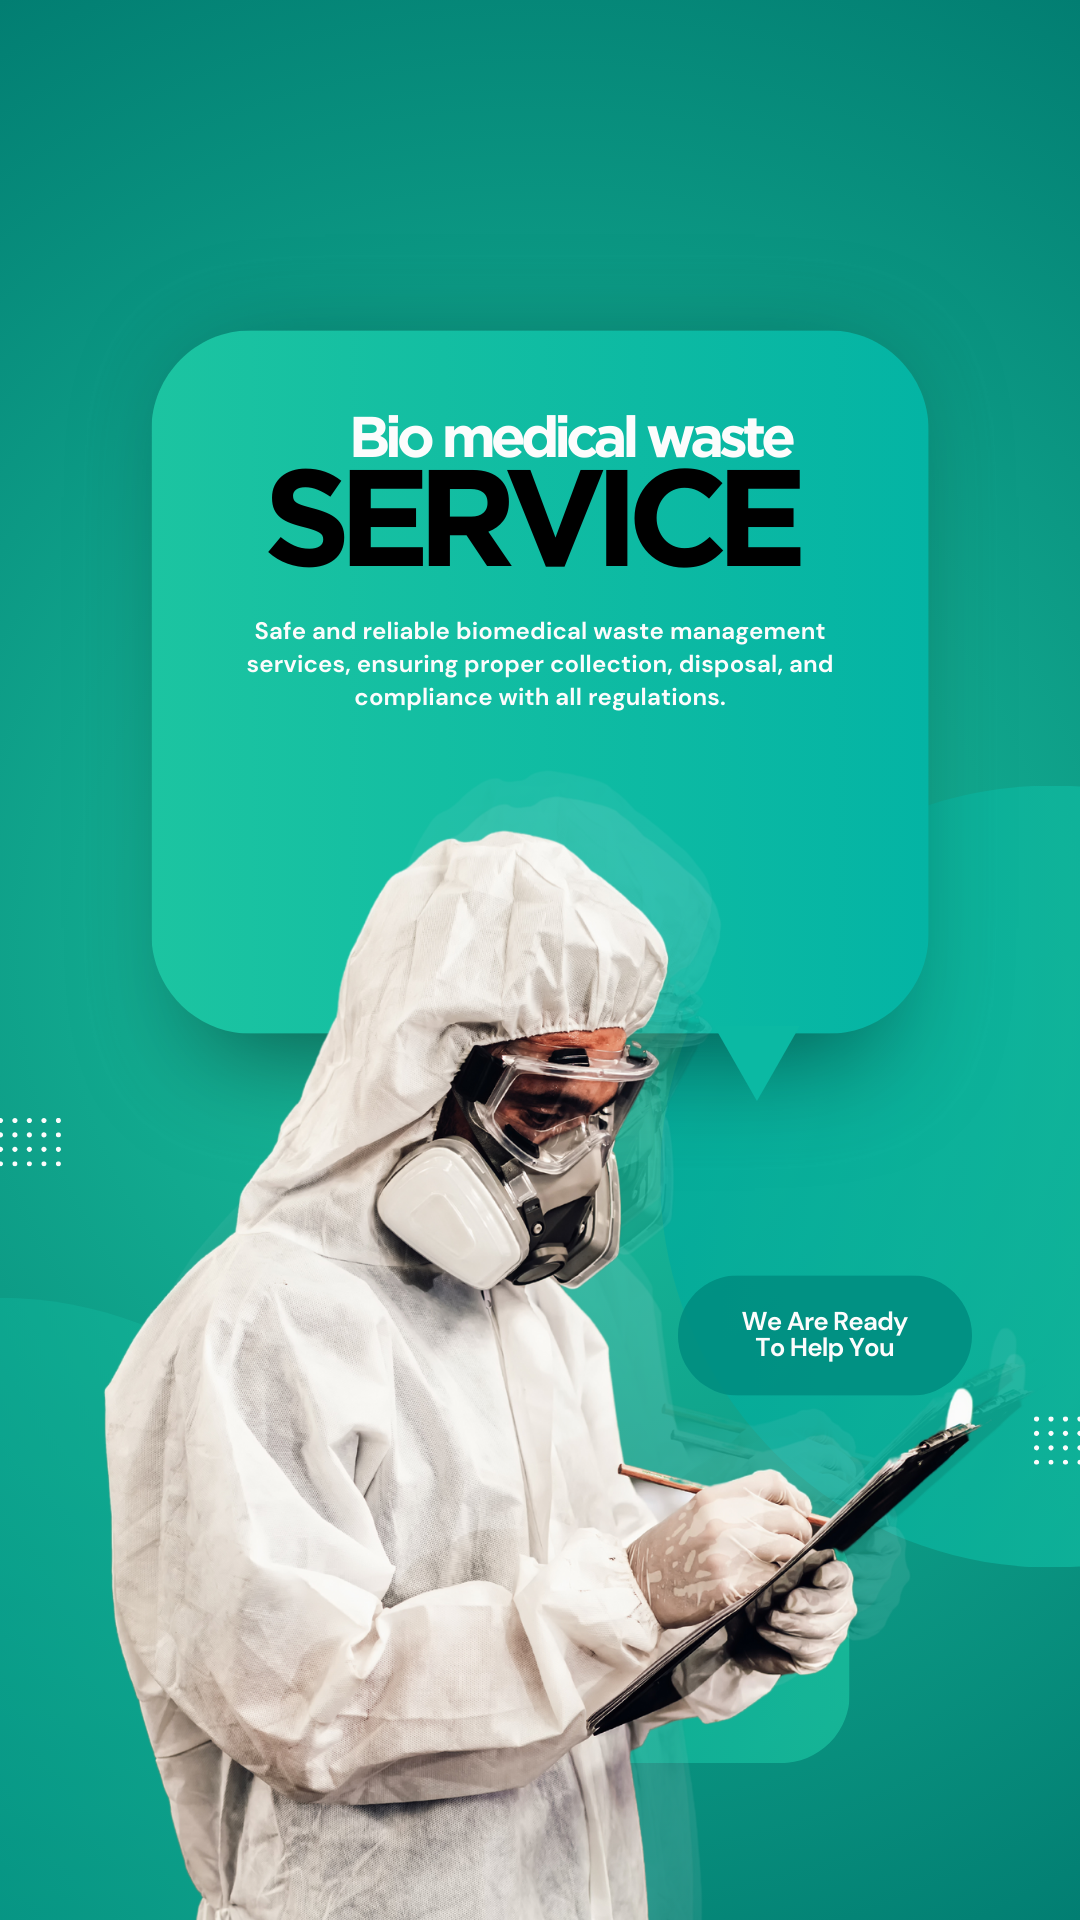 Bio medical waste
SERVICE
Safe and reliable biomedical waste management
services, ensuring proper collection, disposal, and
compliance with all regulations.
We Are Ready
To Help You